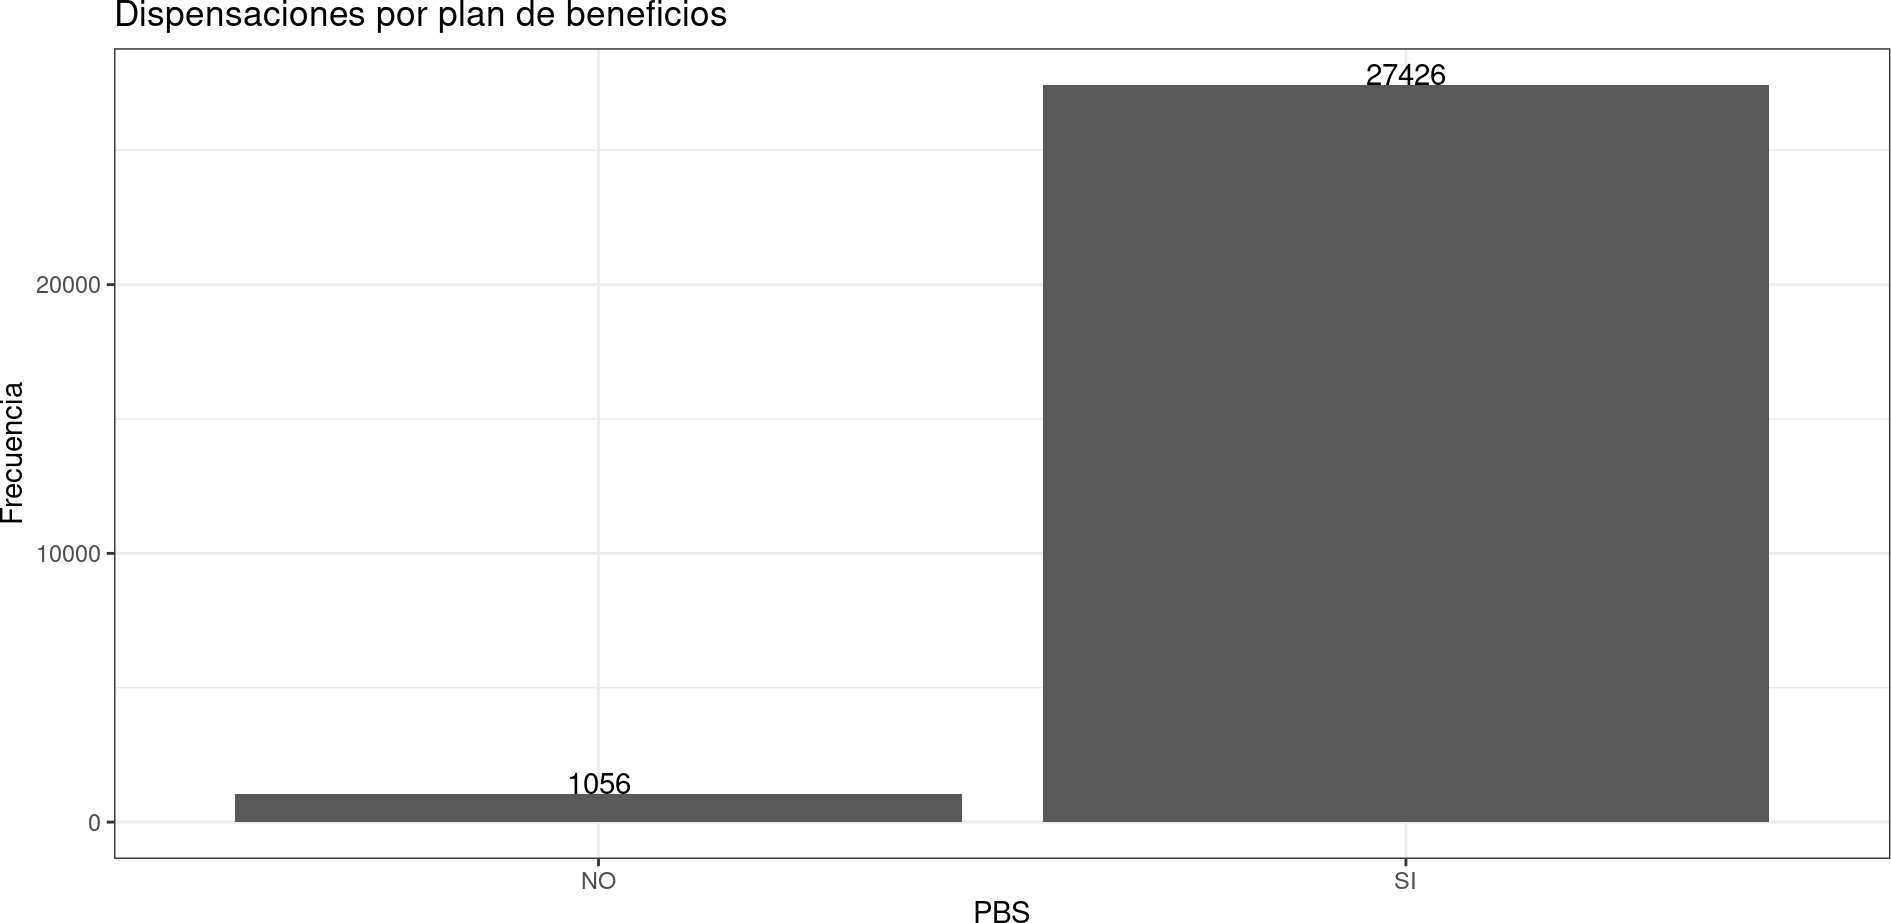 Dispensaciones por plan de beneficios
27426
20000
Frecuencia
10000
1056
0
NO
SI
PBS